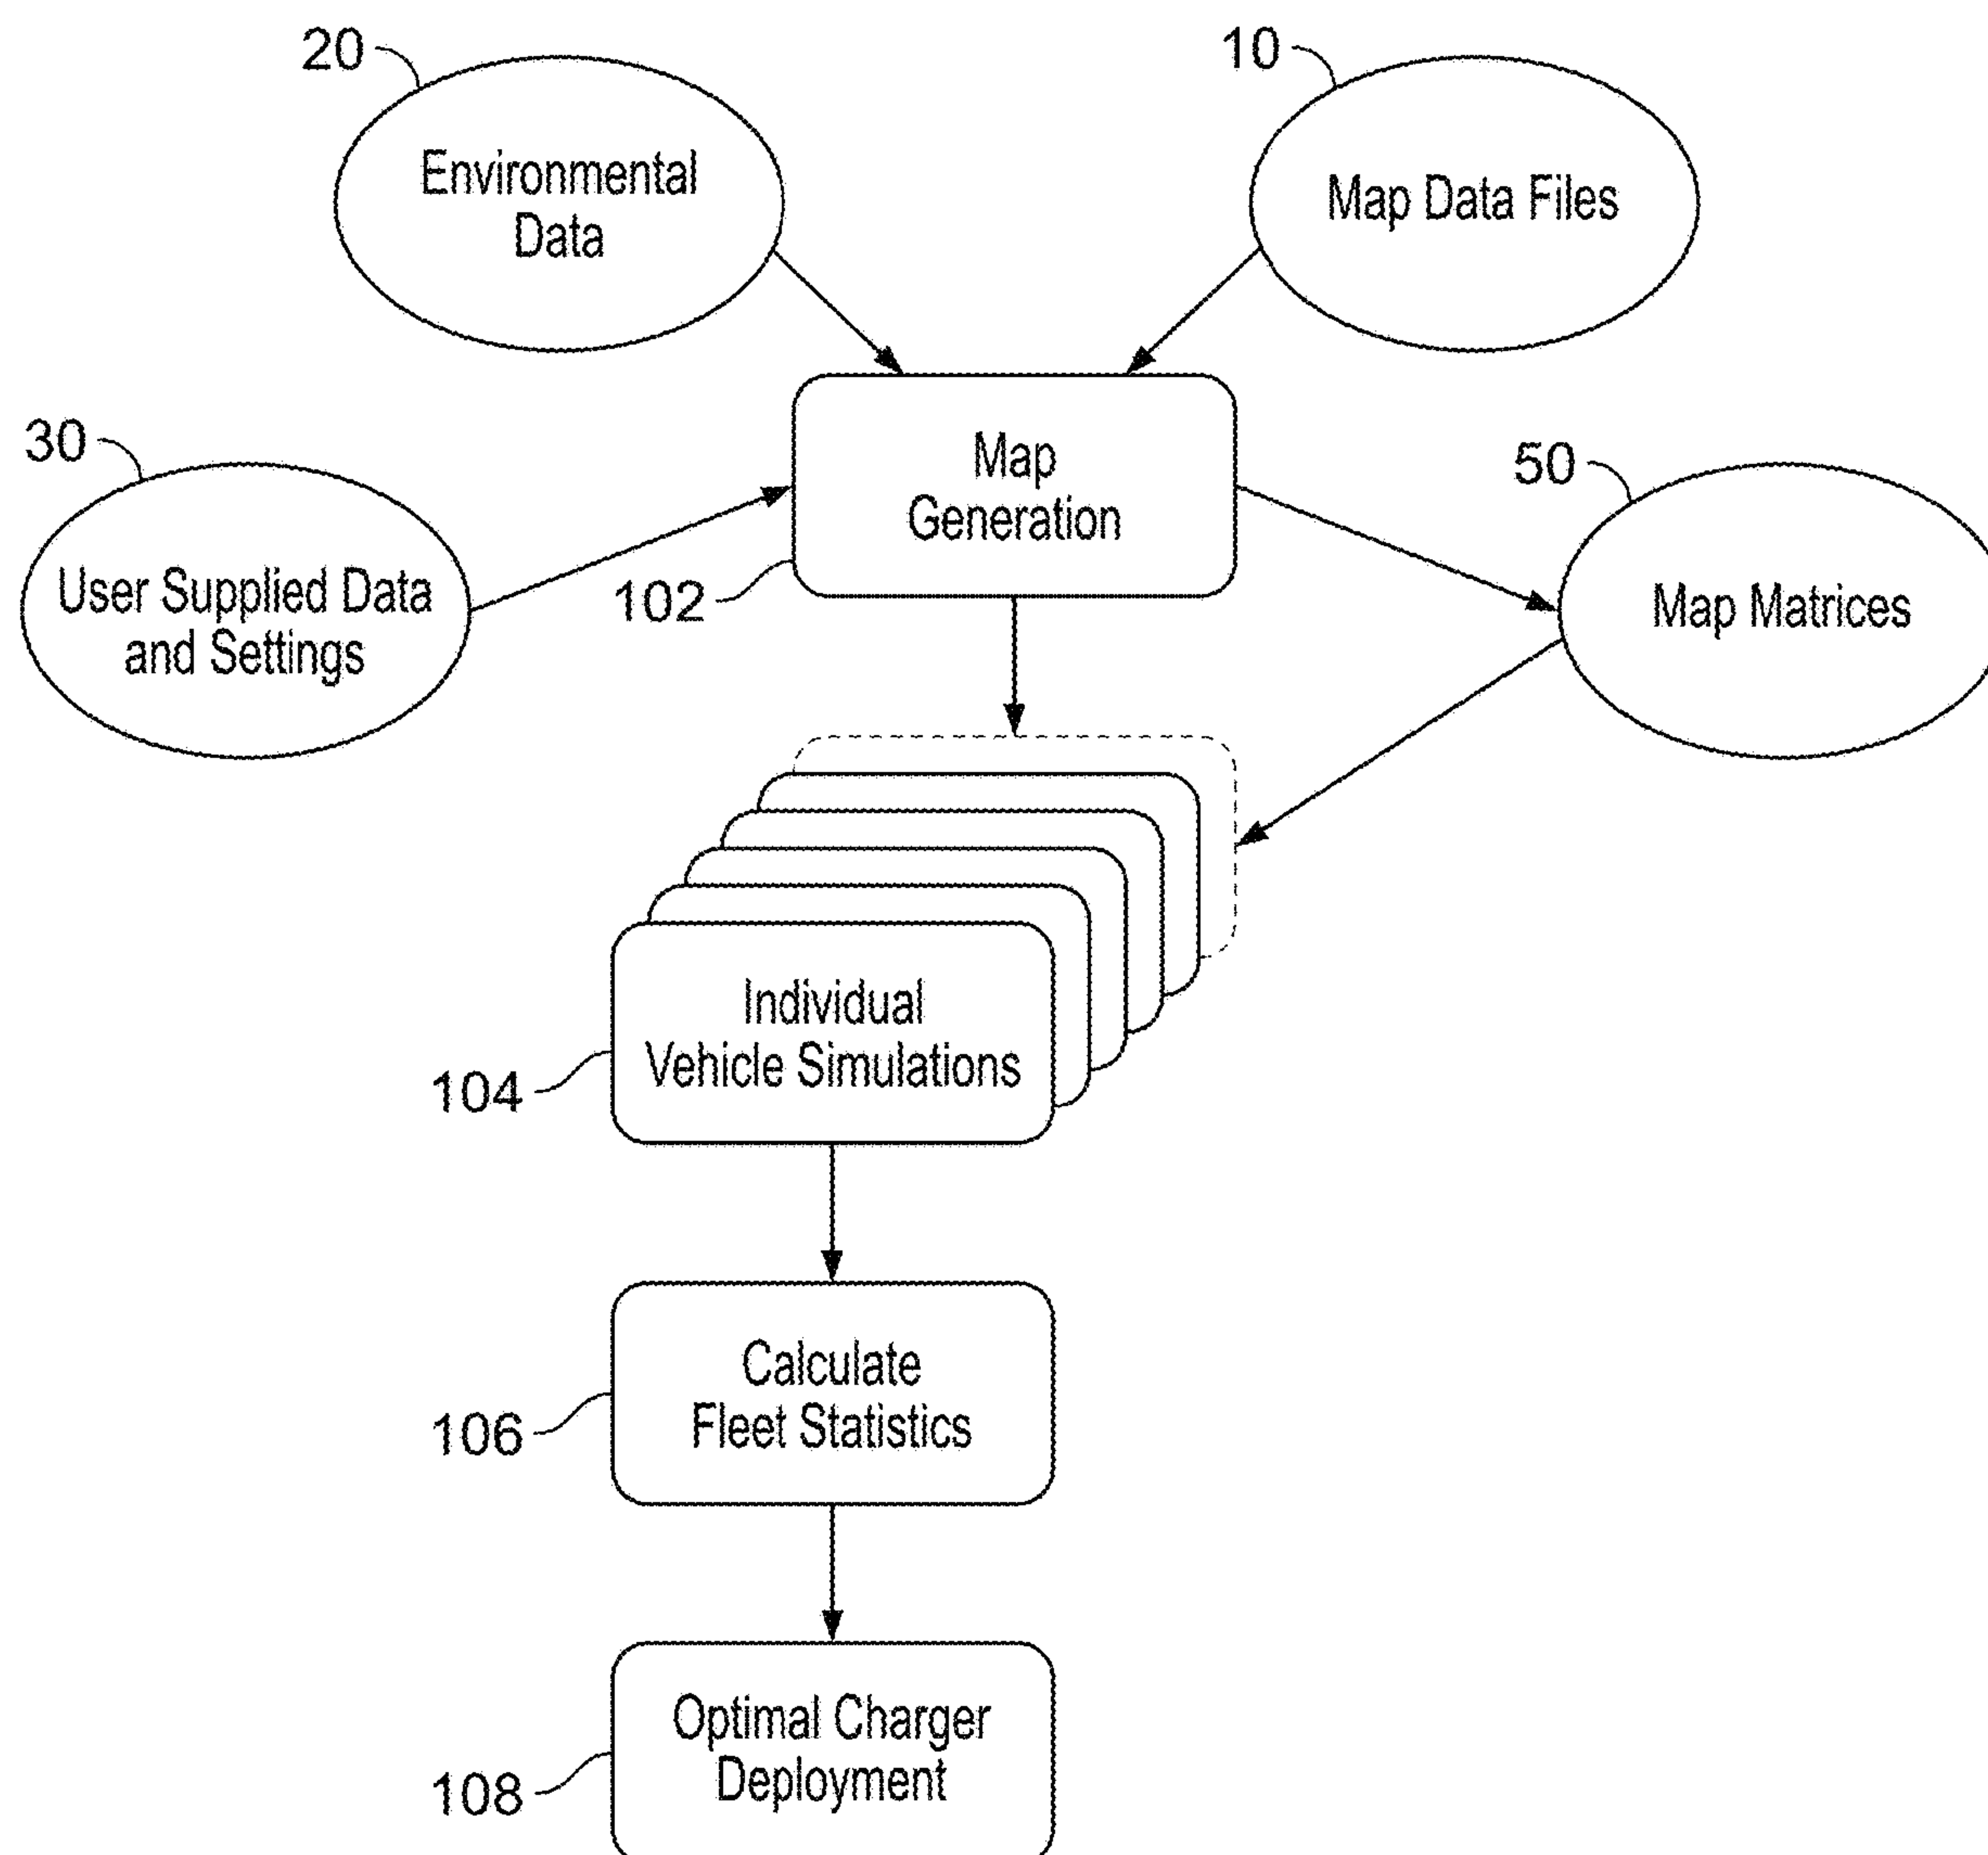 20
10
Environmental
Data
Map Data Files
30
Map
Generation
50
User Supplied Data
and Settings
102
Map Matrices
Individual
Vehicle Simulations
104
Calculate
Fleet Statistics
106
Optimal Charger
Deployment
108